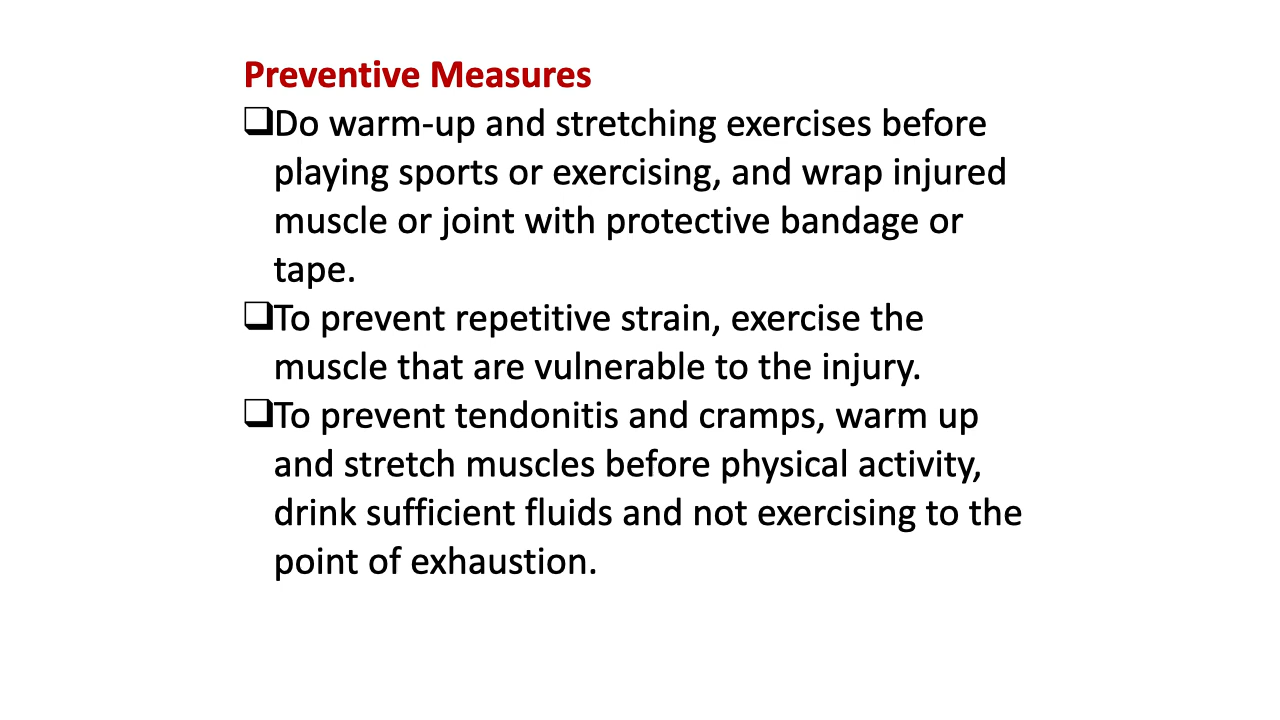 Preventive Measures
❑Do warm-up and stretching exercises before
playing sports or exercising, and wrap injured
muscle or joint with protective bandage or
tape.
❑To prevent repetitive strain, exercise the
muscle that are vulnerable to the injury.
❑To prevent tendonitis and cramps, warm up
and stretch muscles before physical activity,
drink sufficient fluids and not exercising to the
point of exhaustion.